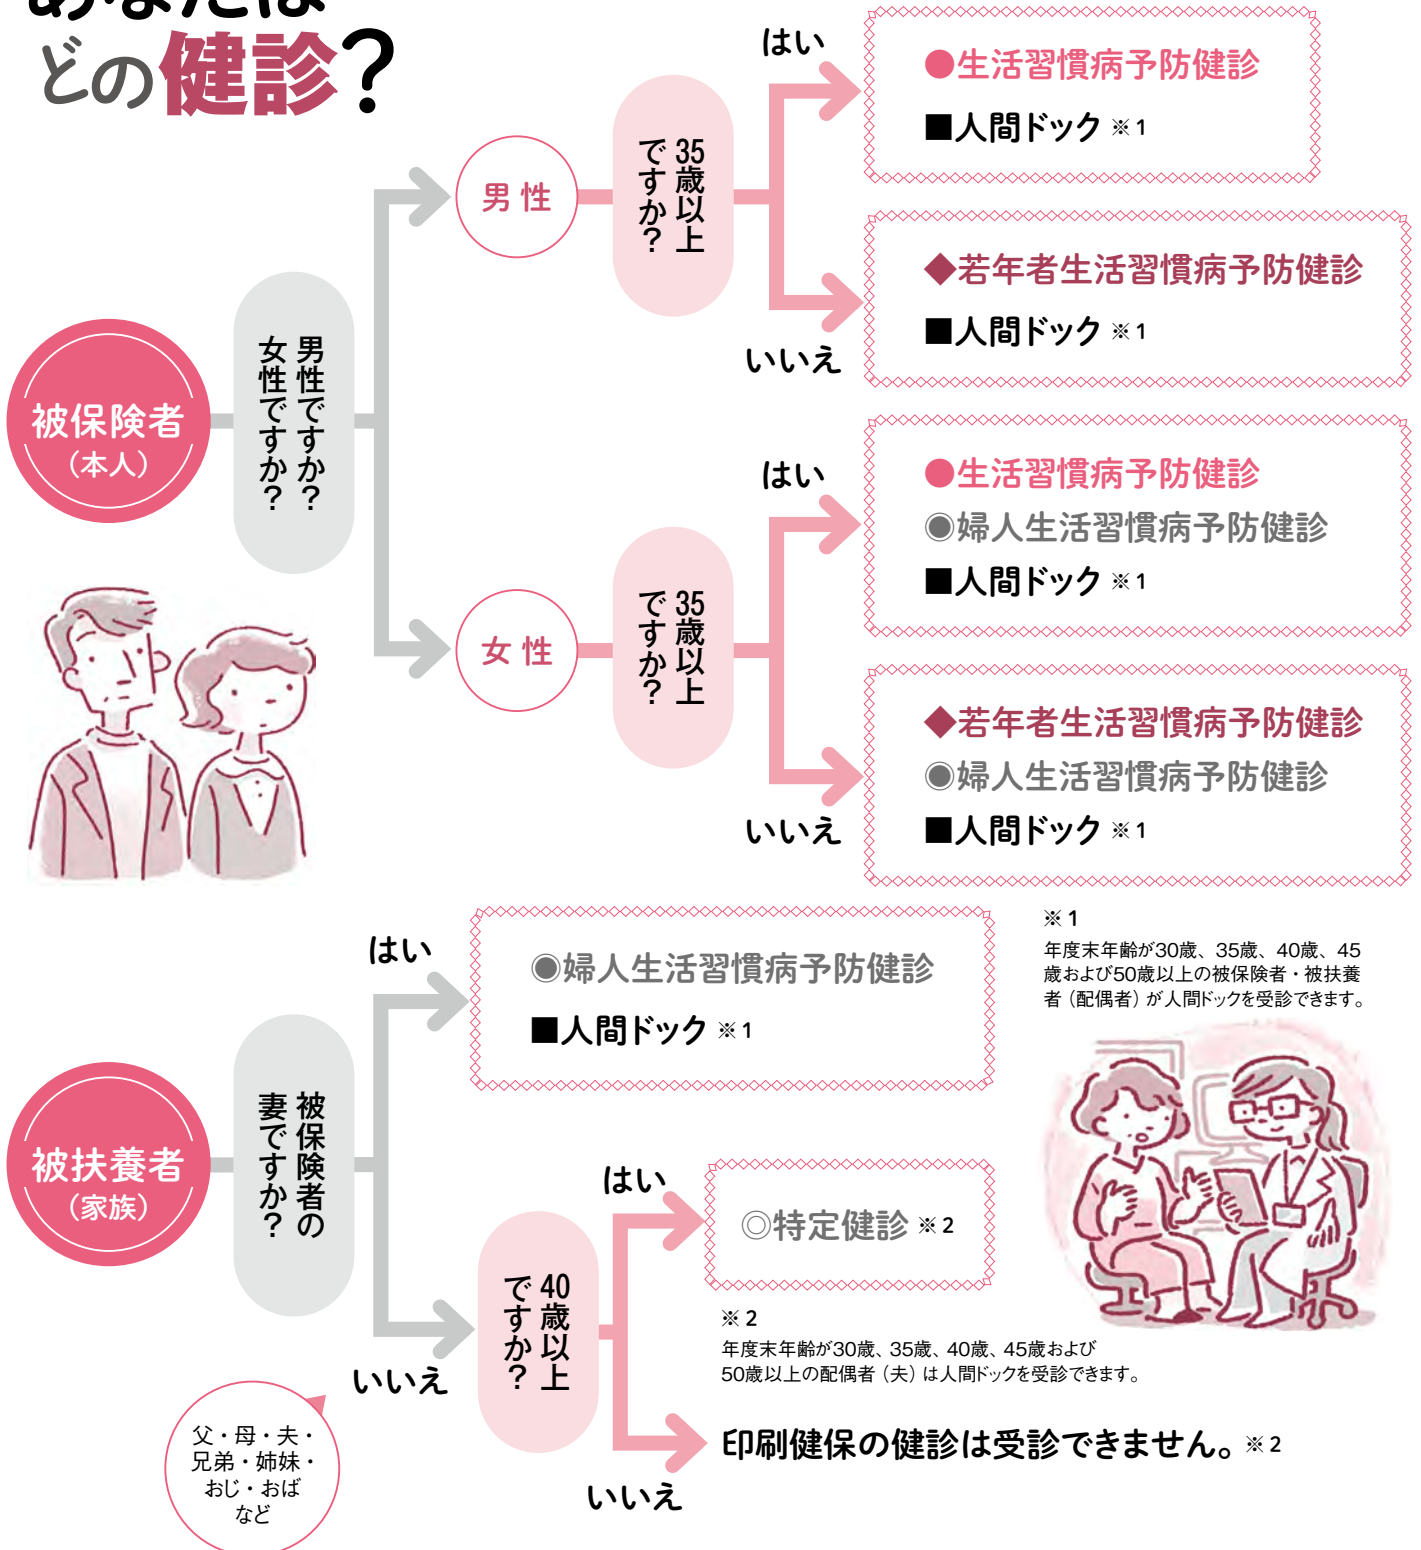 あなたは
どの健診?
被保険者
(本人)
男性ですか?
女性ですか?
男性
35歳以上
ですか?
はい
●生活習慣病予防健診
■人間ドック ※1
いいえ
◆若年者生活習慣病予防健診
■人間ドック ※1
女性
35歳以上
ですか?
はい
●生活習慣病予防健診
◉婦人生活習慣病予防健診
■人間ドック ※1
いいえ
◆若年者生活習慣病予防健診
◉婦人生活習慣病予防健診
■人間ドック ※1
※1
年度末年齢が30歳、35歳、40歳、45
歳および50歳以上の被保険者・被扶養
者(配偶者)が人間ドックを受診できます。
被扶養者
(家族)
被保険者の
妻ですか?
はい
◉婦人生活習慣病予防健診
■人間ドック ※1
いいえ
父・母・夫・
兄弟・姉妹・
おじ・おば
など
40歳以上
ですか?
はい
◎特定健診 ※2
※2
年度末年齢が30歳、35歳、40歳、45歳および
50歳以上の配偶者(夫)は人間ドックを受診できます。
いいえ
印刷健保の健診は受診できません。※2